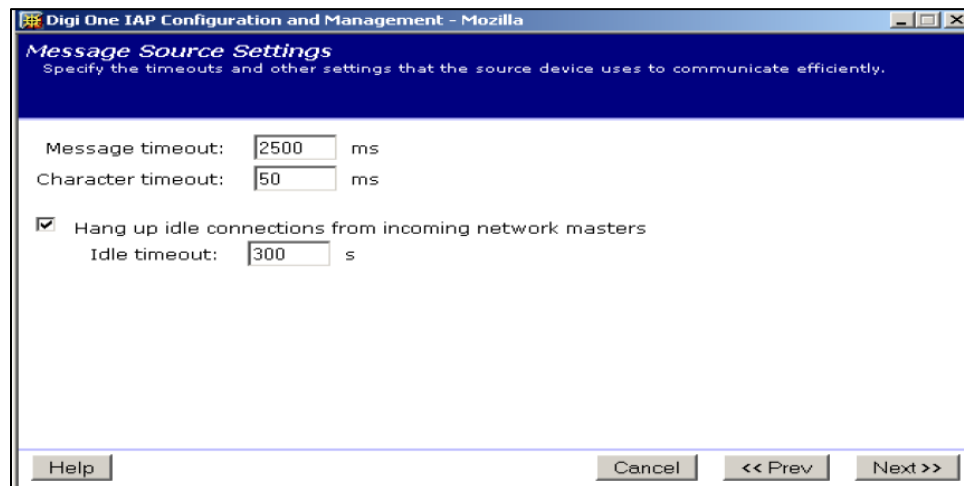 Digi One IAP Configuration and Management - Mozilla
Message Source Settings
Specify the timeouts and other settings that the source device uses to communicate efficiently.
Message timeout: 2500 ms
Character timeout: 50 ms
Hang up idle connections from incoming network masters
Idle timeout: 300 s
Help Cancel << Prev Next >>